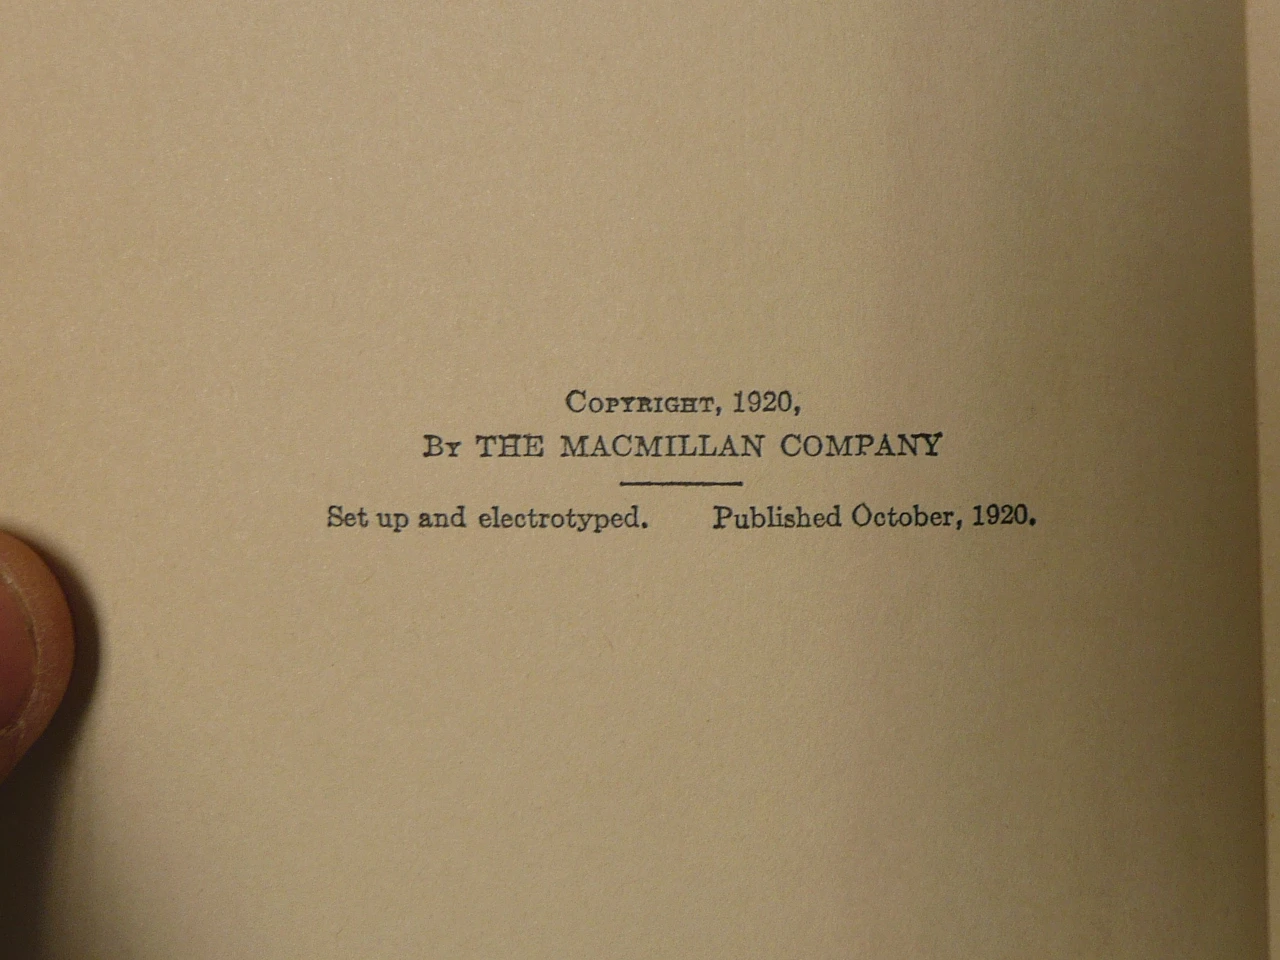 Copyright, 1920,
By THE MACMILLAN COMPANY
Set up and electrotyped. Published October, 1920.